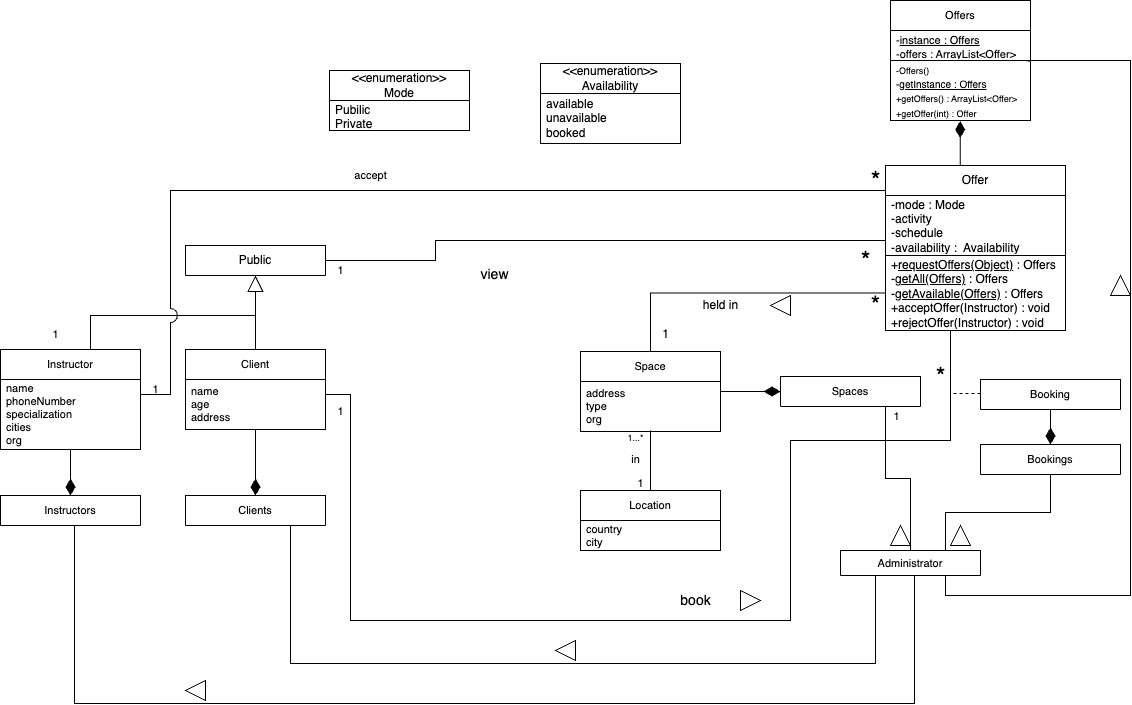 Offers
-instance : Offers
-offers : ArrayList<Offer>
-Offers()
-getInstance : Offers
+getOffers() : ArrayList<Offer>
+getOffer(int) : Offer
<<enumeration>>
Mode
Pubilic
Private
<<enumeration>>
Availability
available
unavailable
booked
accept
*
Offer
-mode : Mode
-activity
-schedule
-availability : Availability
+requestOffers(Object) : Offers
-getAll(Offers) : Offers
-getAvailable(Offers) : Offers
+acceptOffer(Instructor) : void
+rejectOffer(Instructor) : void
Public
1
view
*
held in
*
1
1
Instructor
name
phoneNumber
specialization
cities
org
1
Client
name
age
address
1
Space
address
type
org
Spaces
1
*
Booking
Bookings
1...*
in
1
Location
country
city
Instructors
Clients
Administrator
book